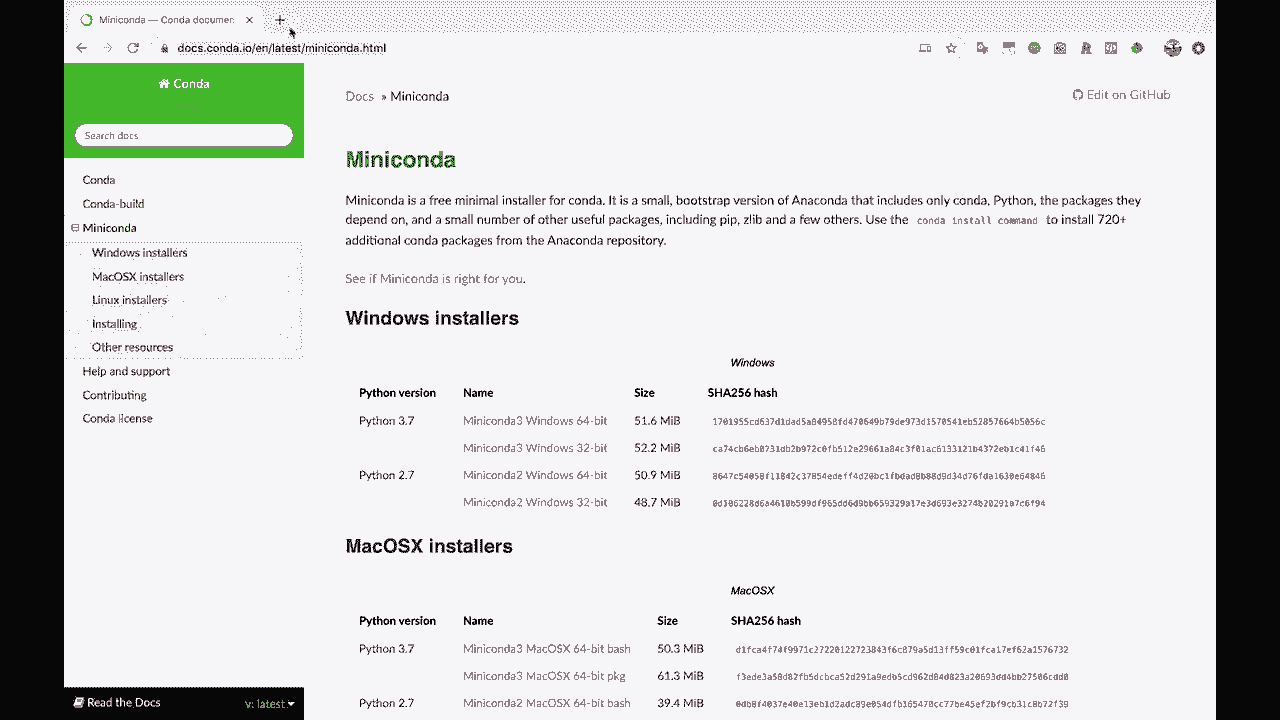 Miniconda — Conda documen
docs.conda.io/en/latest/miniconda.html
Conda
Search docs
Conda
Conda-build
Miniconda
Windows installers
MacOSX installers
Linux installers
Installing
Other resources
Help and support
Contributing
Conda license
Read the Docs
v: latest
Docs » Miniconda
Edit on GitHub
Miniconda
Miniconda is a free minimal installer for conda. It is a small, bootstrap version of Anaconda that includes only conda, Python, the packages they
depend on, and a small number of other useful packages, including pip, zlib and a few others. Use the conda install command to install 720+
additional conda packages from the Anaconda repository.
See if Miniconda is right for you.
Windows installers
Windows
Python version Name Size SHA256 hash
Python 3.7 Miniconda3 Windows 64-bit 51.6 MiB
Miniconda3 Windows 32-bit 52.2 MiB
Python 2.7 Miniconda2 Windows 64-bit 50.9 MiB
Miniconda2 Windows 32-bit 48.7 MiB
MacOSX installers
MacOSX
Python version Name Size SHA256 hash
Python 3.7 Miniconda3 MacOSX 64-bit bash 50.3 MiB
Miniconda3 MacOSX 64-bit pkg 61.3 MiB
Python 2.7 Miniconda2 MacOSX 64-bit bash 39.4 MiB